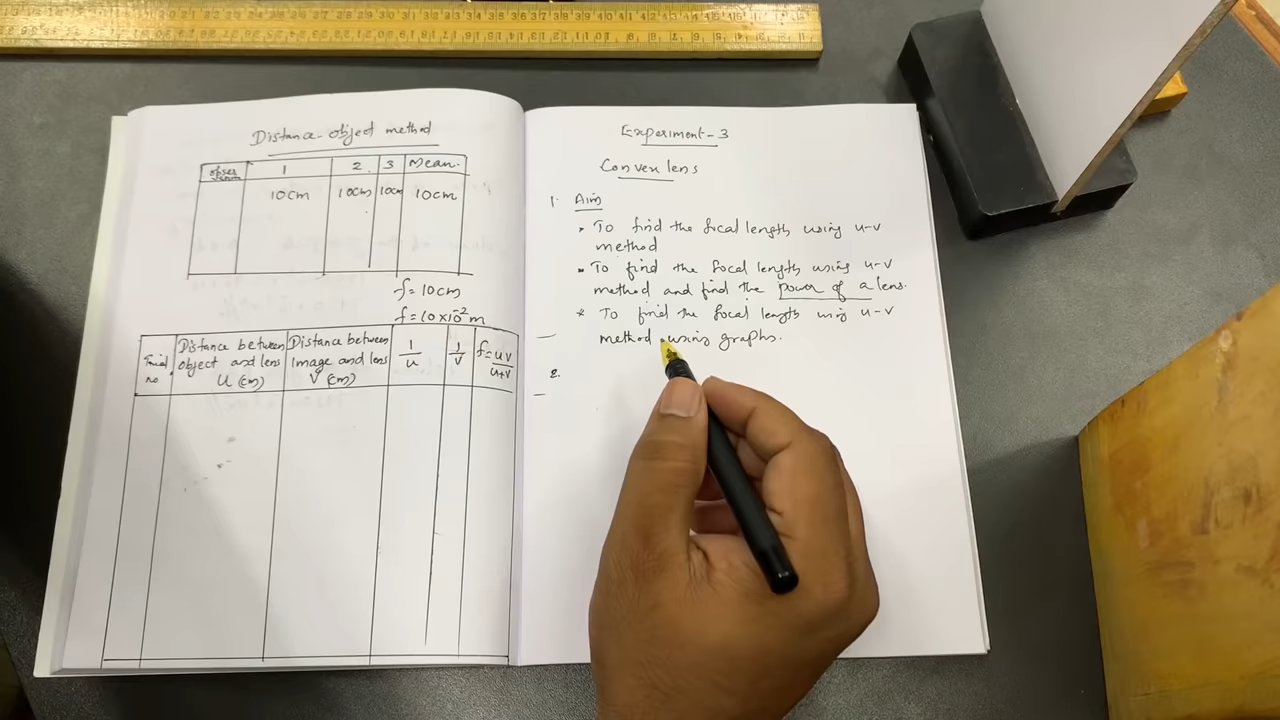 Distance-object method
obser
vation
1
2
3
Mean.
10cm
10cm
10cm
10cm
f=10cm
f=10×10⁻²m
Trial
no
Distance between
object and lens
U (cm)
Distance between
Image and lens
V (cm)
1/u
1/v
f=uv/u+v
Experiment-3
Convex lens
1. Aim
• To find the focal length using u-v
method
• To find the focal length using u-v
method and find the power of a lens.
* To find the focal length using u-v
method using graphs.
2.